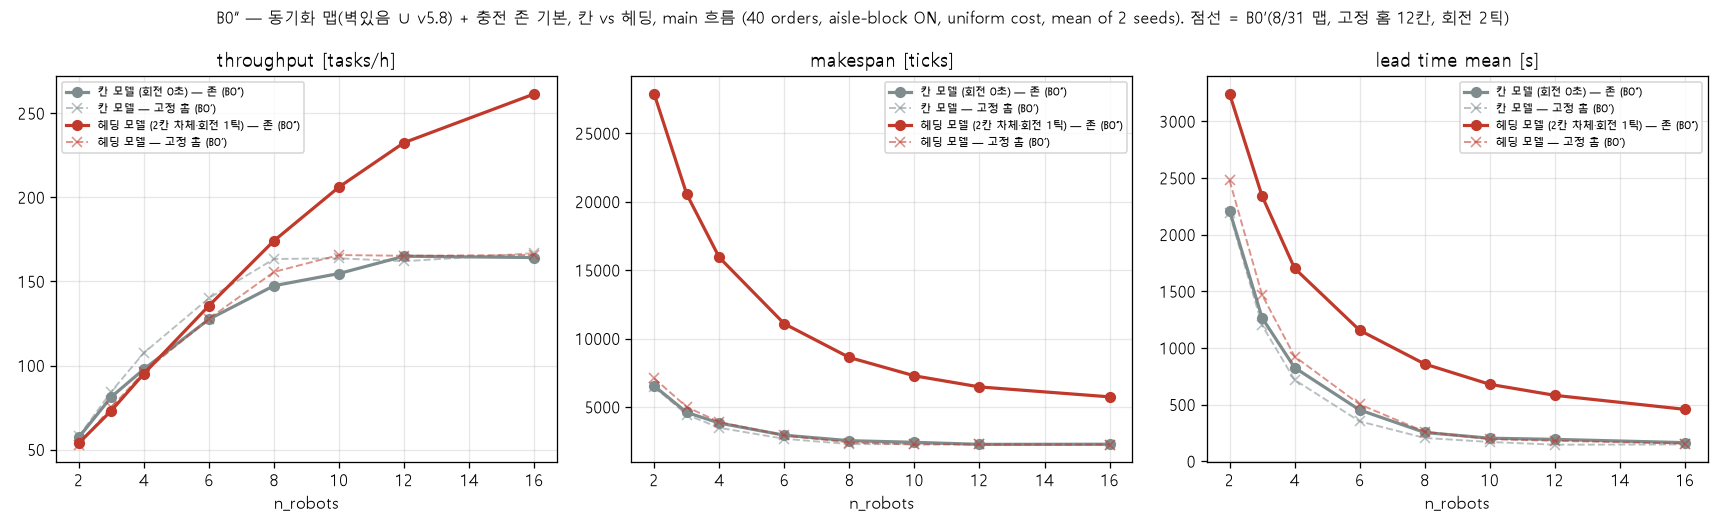 B0″ — 동기화 맵(벽있음 ∪ v5.8) + 충전 존 기본, 칸 vs 헤딩, main 흐름 (40 orders, aisle-block ON, uniform cost, mean of 2 seeds). 점선 = B0′(8/31 맵, 고정 홈 12칸, 회전 2틱)
throughput [tasks/h]
칸 모델 (회전 0초) — 존 (B0″)
칸 모델 — 고정 홈 (B0′)
헤딩 모델 (2칸 차체·회전 1틱) — 존 (B0″)
헤딩 모델 — 고정 홈 (B0′)
250
200
150
100
50
2 4 6 8 10 12 14 16
n_robots
makespan [ticks]
칸 모델 (회전 0초) — 존 (B0″)
칸 모델 — 고정 홈 (B0′)
헤딩 모델 (2칸 차체·회전 1틱) — 존 (B0″)
헤딩 모델 — 고정 홈 (B0′)
25000
20000
15000
10000
5000
2 4 6 8 10 12 14 16
n_robots
lead time mean [s]
칸 모델 (회전 0초) — 존 (B0″)
칸 모델 — 고정 홈 (B0′)
헤딩 모델 (2칸 차체·회전 1틱) — 존 (B0″)
헤딩 모델 — 고정 홈 (B0′)
3000
2500
2000
1500
1000
500
0
2 4 6 8 10 12 14 16
n_robots